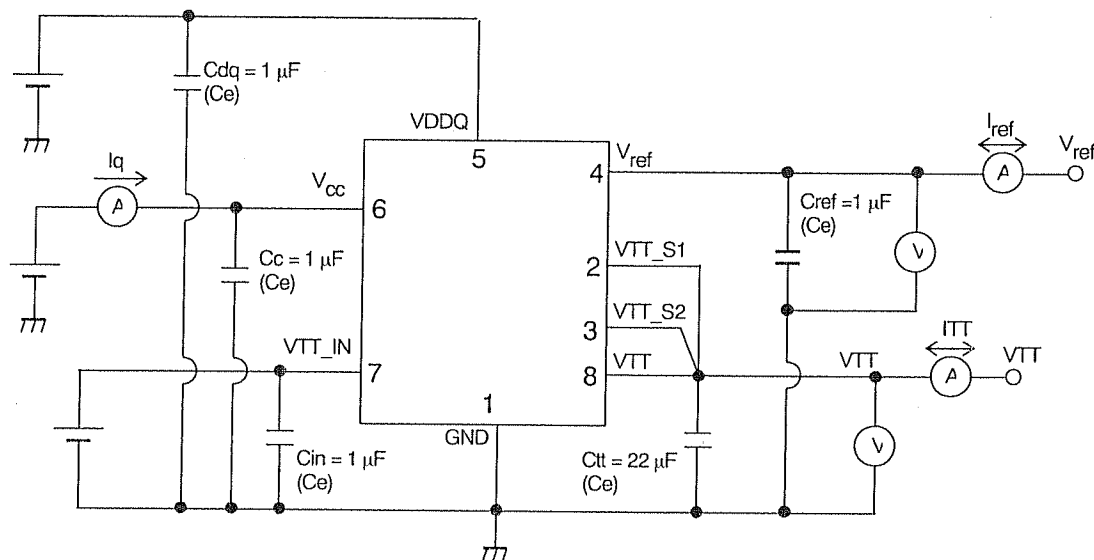 Cdq = 1 µF
(Ce)
VDDQ
5
Iq
A
Vcc
6
Cc = 1 µF
(Ce)
VTT_IN
7
Cin = 1 µF
(Ce)
1
GND
4
Vref
Iref
A
Vref
Cref =1 µF
(Ce)
V
VTT_S1
2
VTT_S2
3
VTT
8
VTT
ITT
A
VTT
Ctt = 22 µF
(Ce)
V